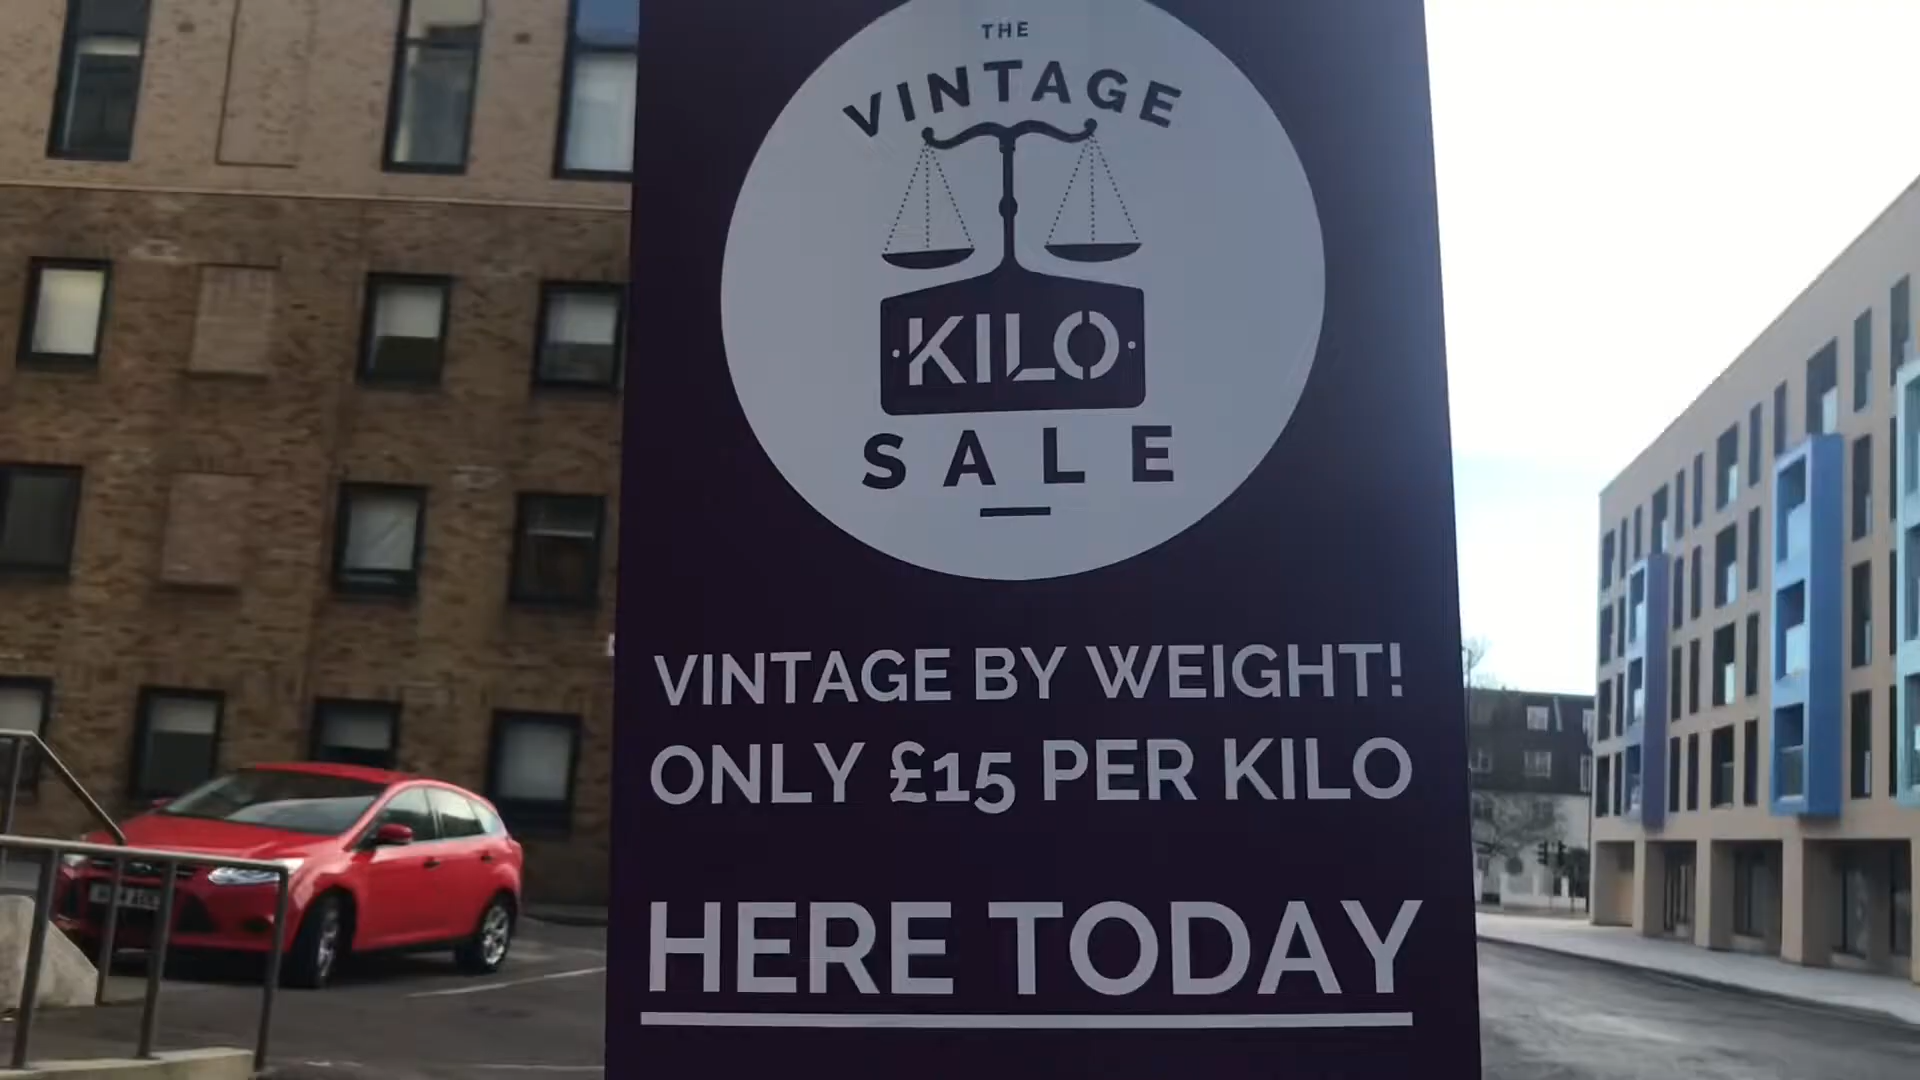 THE
VINTAGE
KILO
SALE
VINTAGE BY WEIGHT!
ONLY £15 PER KILO
HERE TODAY